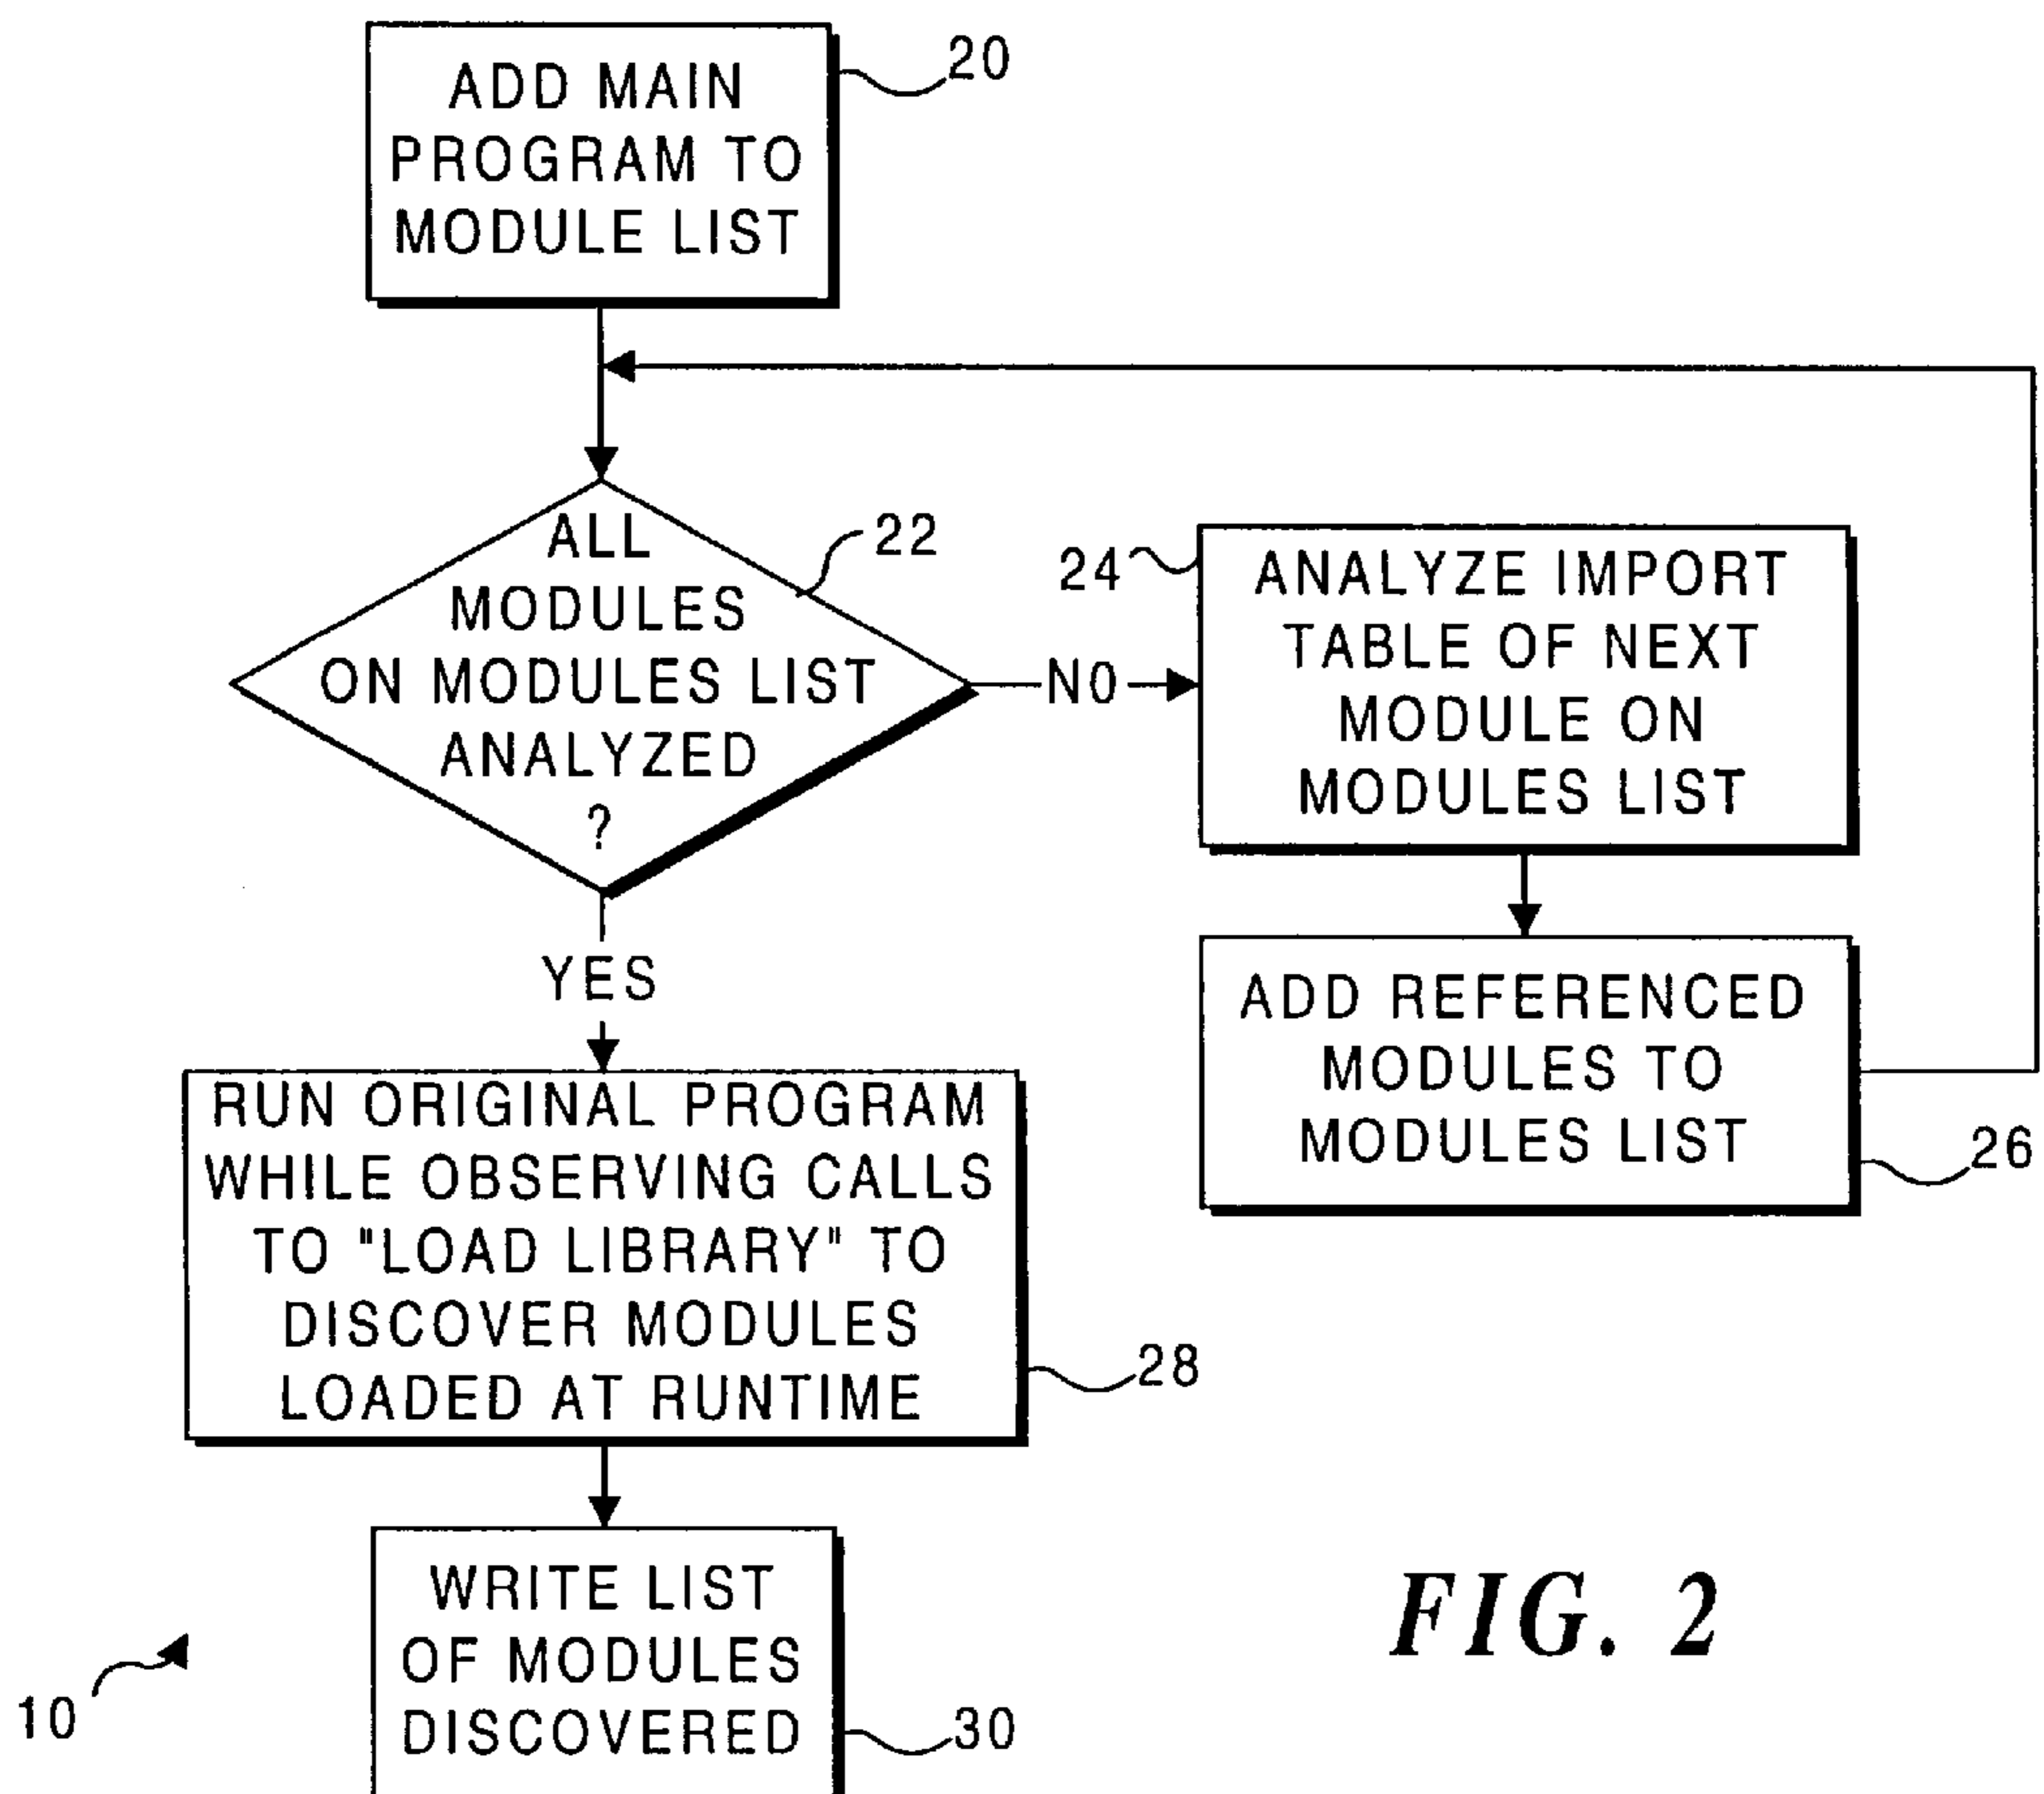 ADD MAIN
PROGRAM TO
MODULE LIST
20
ALL
MODULES
ON MODULES LIST
ANALYZED
?
22
NO
24
ANALYZE IMPORT
TABLE OF NEXT
MODULE ON
MODULES LIST
ADD REFERENCED
MODULES TO
MODULES LIST
26
YES
RUN ORIGINAL PROGRAM
WHILE OBSERVING CALLS
TO "LOAD LIBRARY" TO
DISCOVER MODULES
LOADED AT RUNTIME
28
WRITE LIST
OF MODULES
DISCOVERED
30
10
FIG. 2